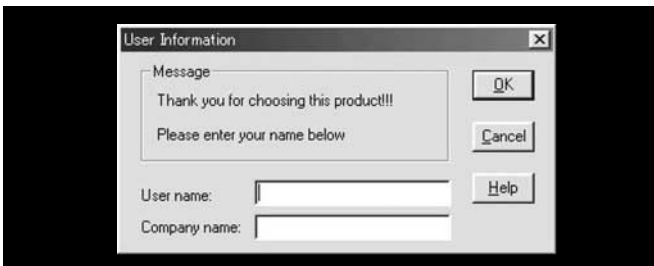 User Information
Message
Thank you for choosing this product!!!
Please enter your name below
User name:
Company name:
OK
Cancel
Help